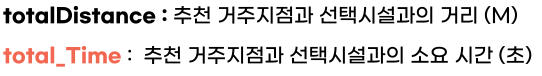 totalDistance : 추천 거주지점과 선택시설과의 거리 (M)
total_Time : 추천 거주지점과 선택시설과의 소요 시간 (초)